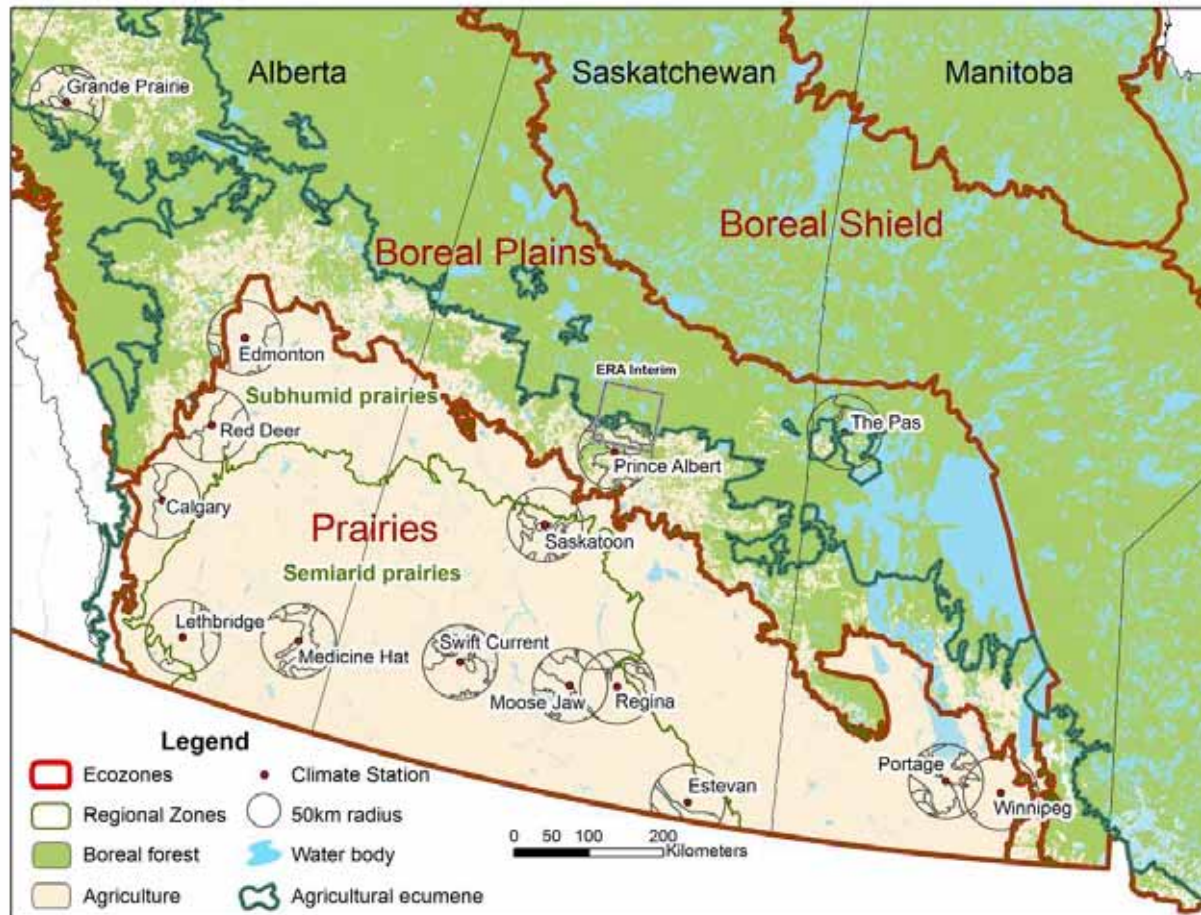 Alberta
Saskatchewan
Manitoba
Grande Prairie
Boreal Shield
Boreal Plains
Edmonton
ERA Interim
Subhumid prairies
The Pas
Red Deer
Prince Albert
Calgary
Prairies
Saskatoon
Semiarid prairies
Lethbridge
Medicine Hat
Swift Current
Moose Jaw
Regina
Portage
Estevan
Winnipeg
Legend
Ecozones
Climate Station
Regional Zones
50km radius
Boreal forest
Water body
Agriculture
Agricultural ecumene
0 50 100 200
Kilometers